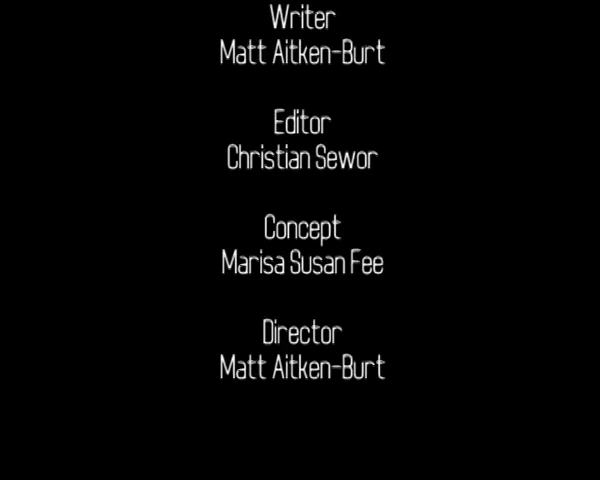 Writer
Matt Aitken-Burt
Editor
Christian Sewor
Concept
Marisa Susan Fee
Director
Matt Aitken-Burt